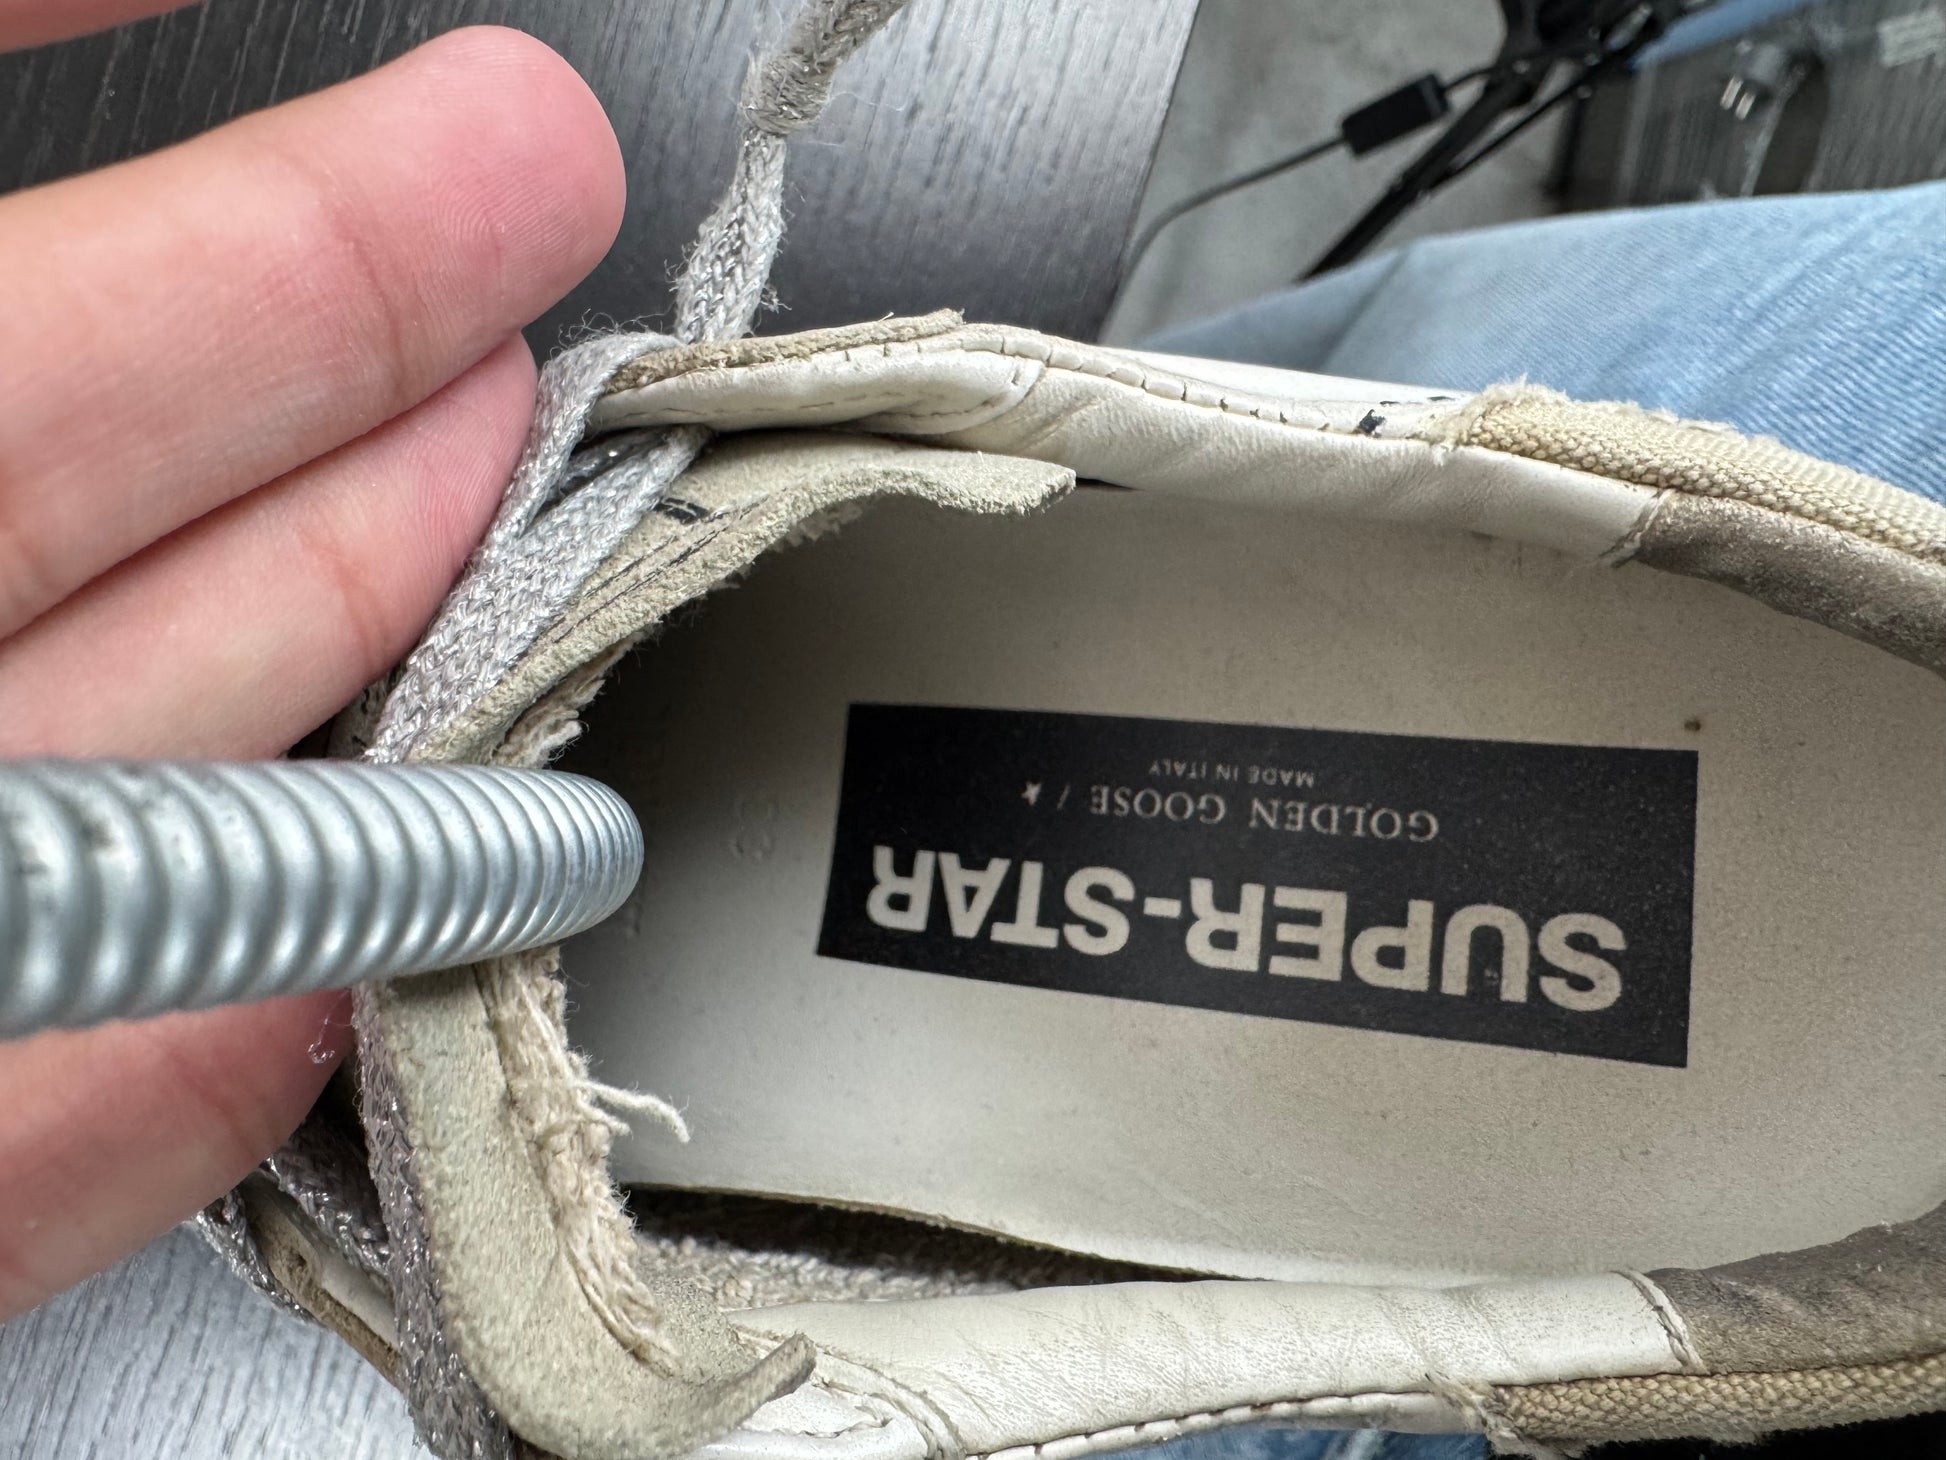 SUPER-STAR
GOLDEN GOOSE / ★
MADE IN ITALY